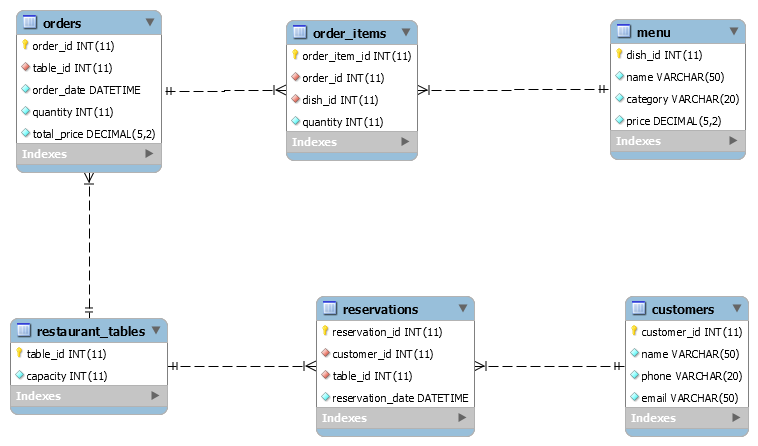 orders
order_id INT(11)
table_id INT(11)
order_date DATETIME
quantity INT(11)
total_price DECIMAL(5,2)
Indexes
order_items
order_item_id INT(11)
order_id INT(11)
dish_id INT(11)
quantity INT(11)
Indexes
menu
dish_id INT(11)
name VARCHAR(50)
category VARCHAR(20)
price DECIMAL(5,2)
Indexes
restaurant_tables
table_id INT(11)
capacity INT(11)
Indexes
reservations
reservation_id INT(11)
customer_id INT(11)
table_id INT(11)
reservation_date DATETIME
Indexes
customers
customer_id INT(11)
name VARCHAR(50)
phone VARCHAR(20)
email VARCHAR(50)
Indexes